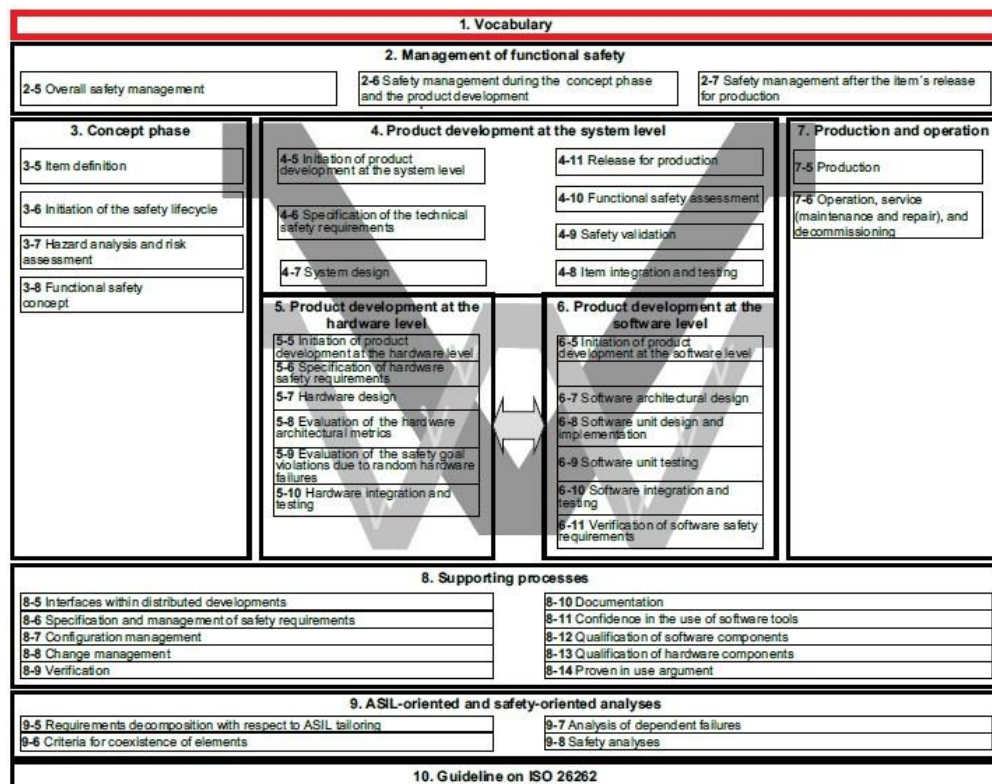 1. Vocabulary
2. Management of functional safety
2-5 Overall safety management
2-6 Safety management during the concept phase
and the product development
2-7 Safety management after the item´s release
for production
3. Concept phase
3-5 Item definition
3-6 Initiation of the safety lifecycle
3-7 Hazard analysis and risk
assessment
3-8 Functional safety
concept
4. Product development at the system level
4-5 Initiation of product
development at the system level
4-6 Specification of the technical
safety requirements
4-7 System design
4-11 Release for production
4-10 Functional safety assessment
4-9 Safety validation
4-8 Item integration and testing
7. Production and operation
7-5 Production
7-6 Operation, service
(maintenance and repair), and
decommissioning
5. Product development at the
hardware level
5-5 Initiation of product
development at the hardware level
5-6 Specification of hardware
safety requirements
5-7 Hardware design
5-8 Evaluation of the hardware
architectural metrics
5-9 Evaluation of the safety goal
violations due to random hardware
failures
5-10 Hardware integration and
testing
6. Product development at the
software level
6-5 Initiation of product
development at the software level
6-7 Software architectural design
6-8 Software unit design and
implementation
6-9 Software unit testing
6-10 Software integration and
testing
6-11 Verification of software safety
requirements
8. Supporting processes
8-5 Interfaces within distributed developments
8-6 Specification and management of safety requirements
8-7 Configuration management
8-8 Change management
8-9 Verification
8-10 Documentation
8-11 Confidence in the use of software tools
8-12 Qualification of software components
8-13 Qualification of hardware components
8-14 Proven in use argument
9. ASIL-oriented and safety-oriented analyses
9-5 Requirements decomposition with respect to ASIL tailoring
9-6 Criteria for coexistence of elements
9-7 Analysis of dependent failures
9-8 Safety analyses
10. Guideline on ISO 26262